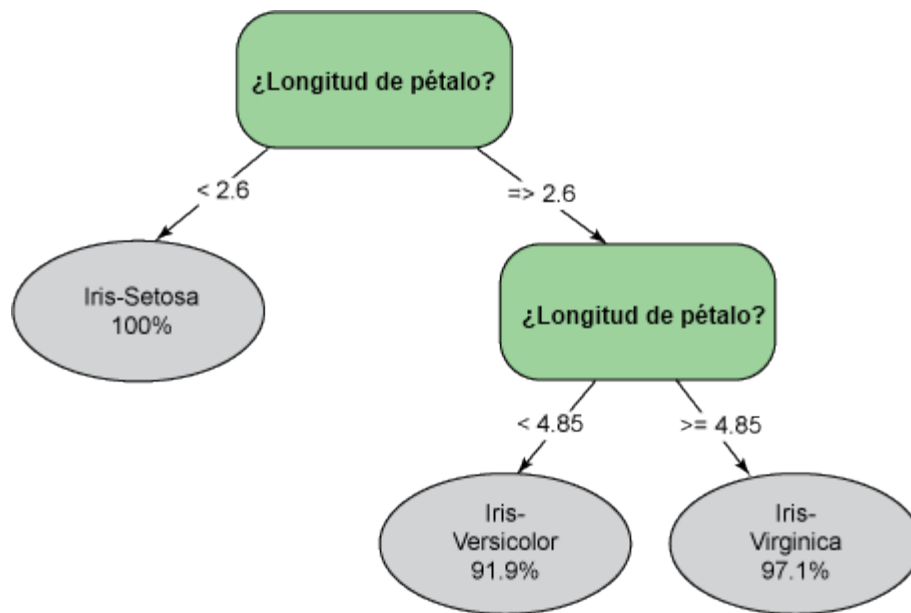 ¿Longitud de pétalo?
< 2.6
=> 2.6
Iris-Setosa
100%
¿Longitud de pétalo?
< 4.85
>= 4.85
Iris-
Versicolor
91.9%
Iris-
Virginica
97.1%